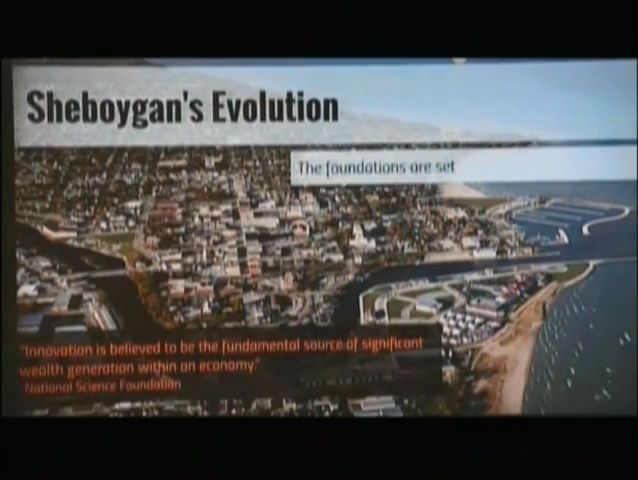 Sheboygan's Evolution
The foundations are set
"Innovation is believed to be the fundamental source of significant
wealth generation within an economy."
National Science Foundation